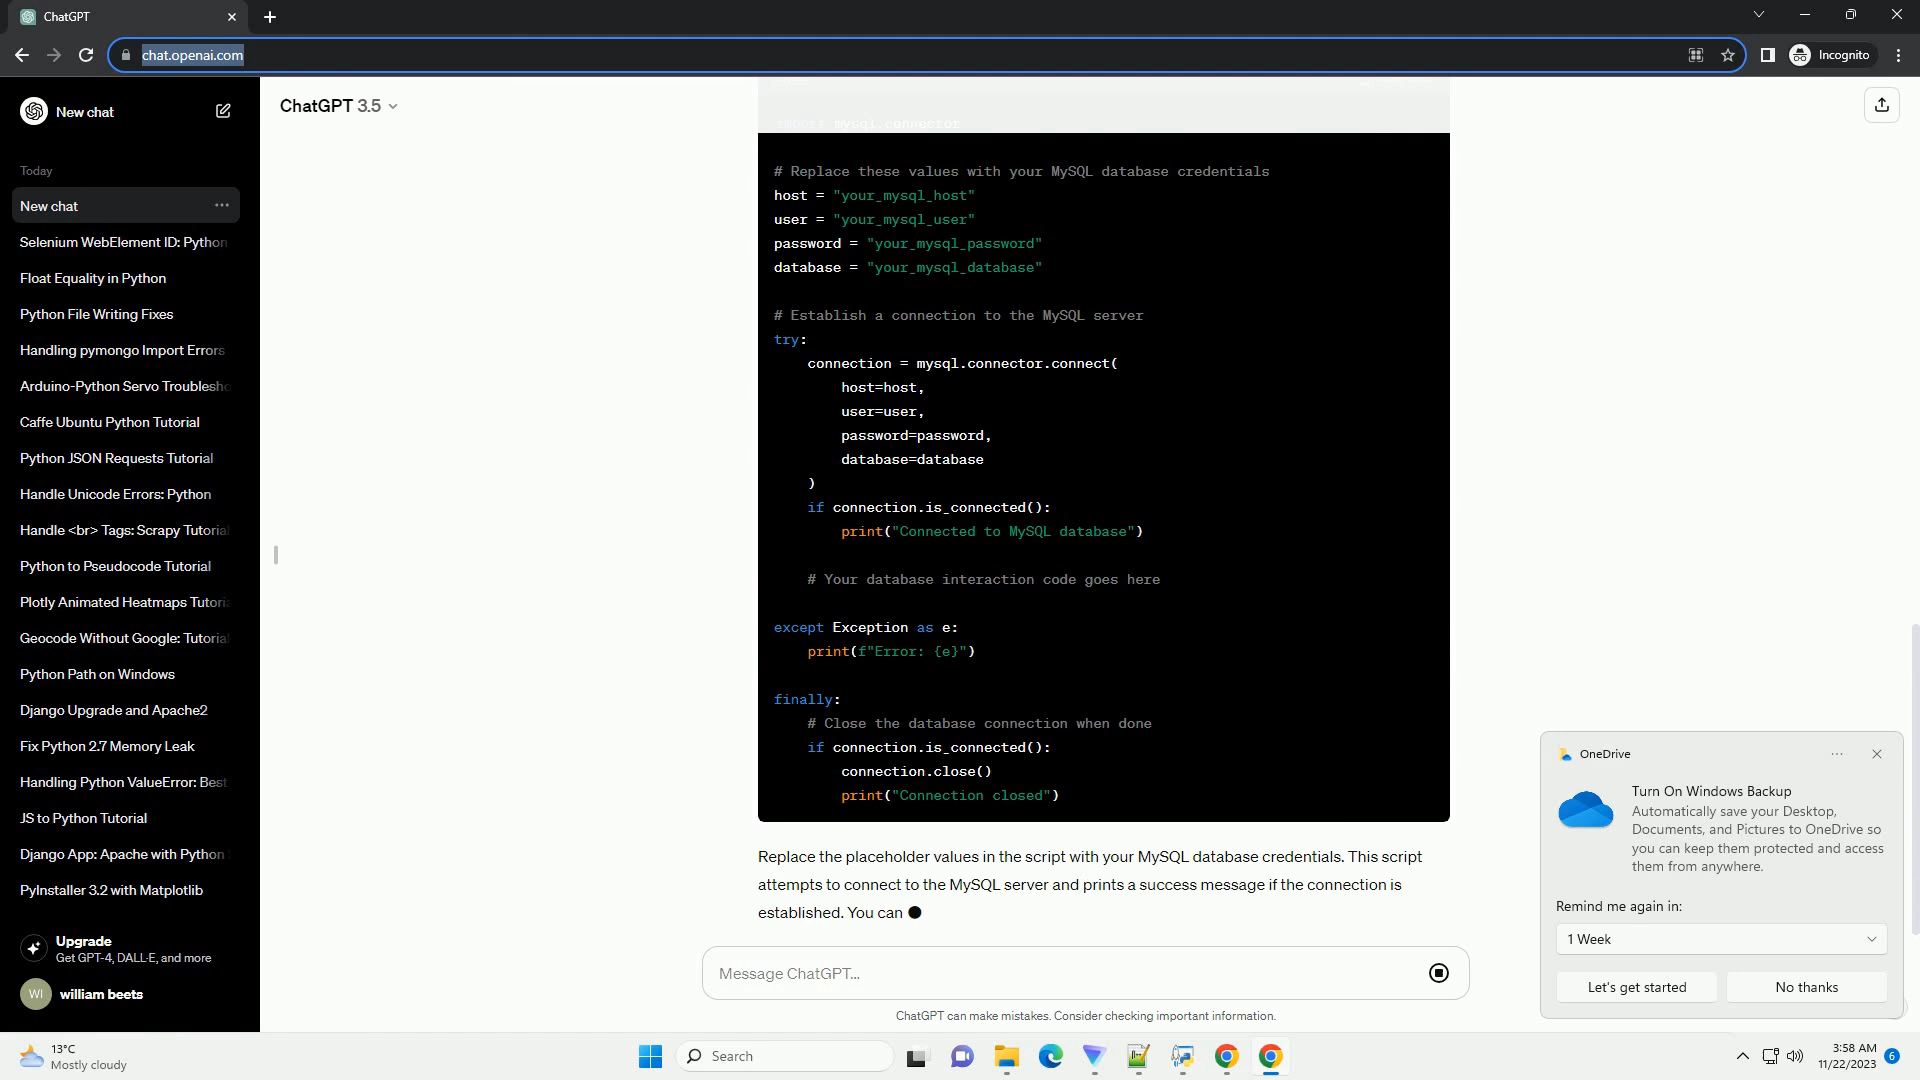 ChatGPT
chat.openai.com
Incognito
New chat
ChatGPT 3.5
Today
New chat
Selenium WebElement ID: Python
Float Equality in Python
Python File Writing Fixes
Handling pymongo Import Errors
Arduino-Python Servo Troublesho
Caffe Ubuntu Python Tutorial
Python JSON Requests Tutorial
Handle Unicode Errors: Python
Handle <br> Tags: Scrapy Tutorial
Python to Pseudocode Tutorial
Plotly Animated Heatmaps Tutoria
Geocode Without Google: Tutorial
Python Path on Windows
Django Upgrade and Apache2
Fix Python 2.7 Memory Leak
Handling Python ValueError: Best
JS to Python Tutorial
Django App: Apache with Python
PyInstaller 3.2 with Matplotlib
Upgrade
Get GPT-4, DALL·E, and more
WI
william beets
mysql.connector
# Replace these values with your MySQL database credentials
host = "your_mysql_host"
user = "your_mysql_user"
password = "your_mysql_password"
database = "your_mysql_database"
# Establish a connection to the MySQL server
try:
connection = mysql.connector.connect(
host=host,
user=user,
password=password,
database=database
)
if connection.is_connected():
print("Connected to MySQL database")
# Your database interaction code goes here
except Exception as e:
print(f"Error: {e}")
finally:
# Close the database connection when done
if connection.is_connected():
connection.close()
print("Connection closed")
Replace the placeholder values in the script with your MySQL database credentials. This script
attempts to connect to the MySQL server and prints a success message if the connection is
established. You can
Message ChatGPT...
ChatGPT can make mistakes. Consider checking important information.
OneDrive
Turn On Windows Backup
Automatically save your Desktop,
Documents, and Pictures to OneDrive so
you can keep them protected and access
them from anywhere.
Remind me again in:
1 Week
Let's get started
No thanks
13°C
Mostly cloudy
Search
3:58 AM
11/22/2023
6